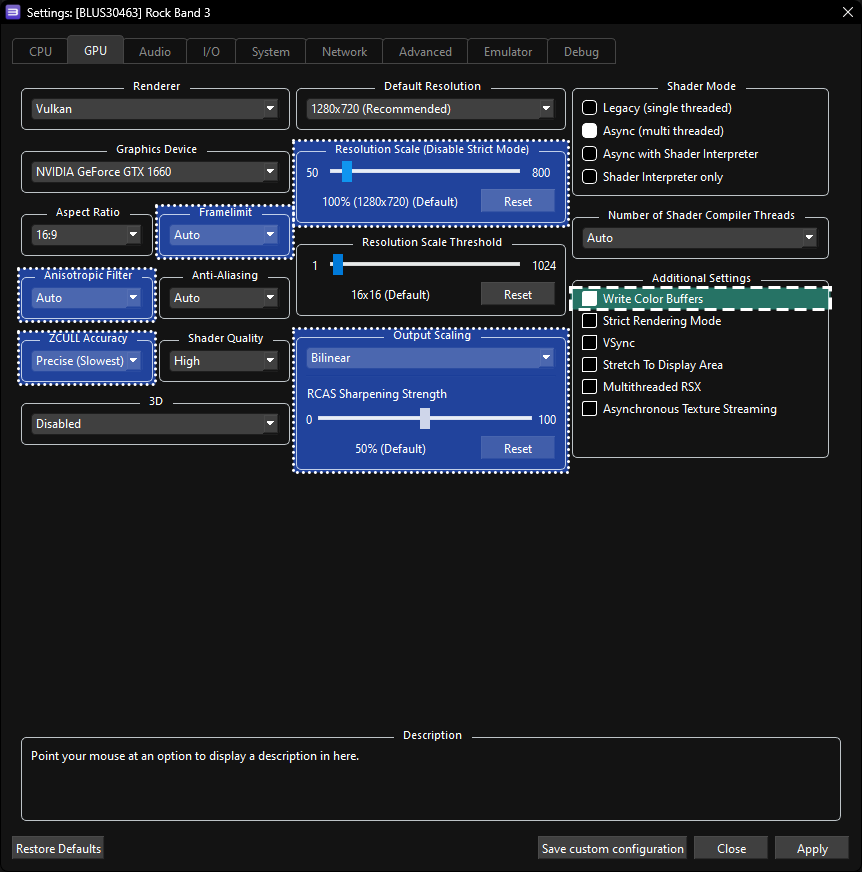 Settings: [BLUS30463] Rock Band 3
CPU GPU Audio I/O System Network Advanced Emulator Debug
Renderer
Vulkan
Graphics Device
NVIDIA GeForce GTX 1660
Aspect Ratio
16:9
Framelimit
Auto
Anisotropic Filter
Auto
Anti-Aliasing
Auto
ZCULL Accuracy
Precise (Slowest)
Shader Quality
High
3D
Disabled
Default Resolution
1280x720 (Recommended)
Resolution Scale (Disable Strict Mode)
50 800
100% (1280x720) (Default) Reset
Resolution Scale Threshold
1 1024
16x16 (Default) Reset
Output Scaling
Bilinear
RCAS Sharpening Strength
0 100
50% (Default) Reset
Shader Mode
Legacy (single threaded)
Async (multi threaded)
Async with Shader Interpreter
Shader Interpreter only
Number of Shader Compiler Threads
Auto
Additional Settings
Write Color Buffers
Strict Rendering Mode
VSync
Stretch To Display Area
Multithreaded RSX
Asynchronous Texture Streaming
Description
Point your mouse at an option to display a description in here.
Restore Defaults Save custom configuration Close Apply